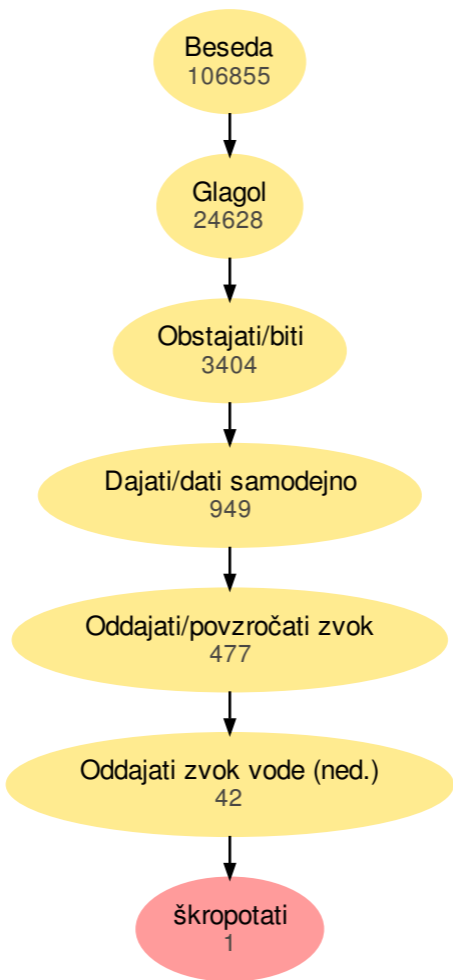 Beseda
106855
Glagol
24628
Obstajati/biti
3404
Dajati/dati samodejno
949
Oddajati/povzročati zvok
477
Oddajati zvok vode (ned.)
42
škropotati
1